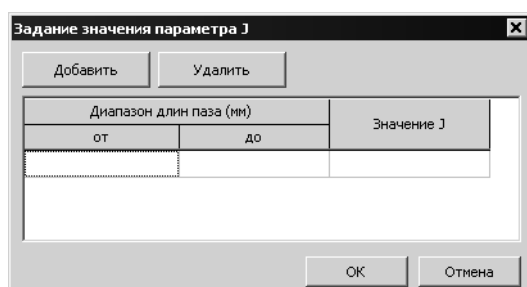 Задание значения параметра J
Добавить Удалить
Диапазон длин паза (мм) Значение J
от до
ОК Отмена